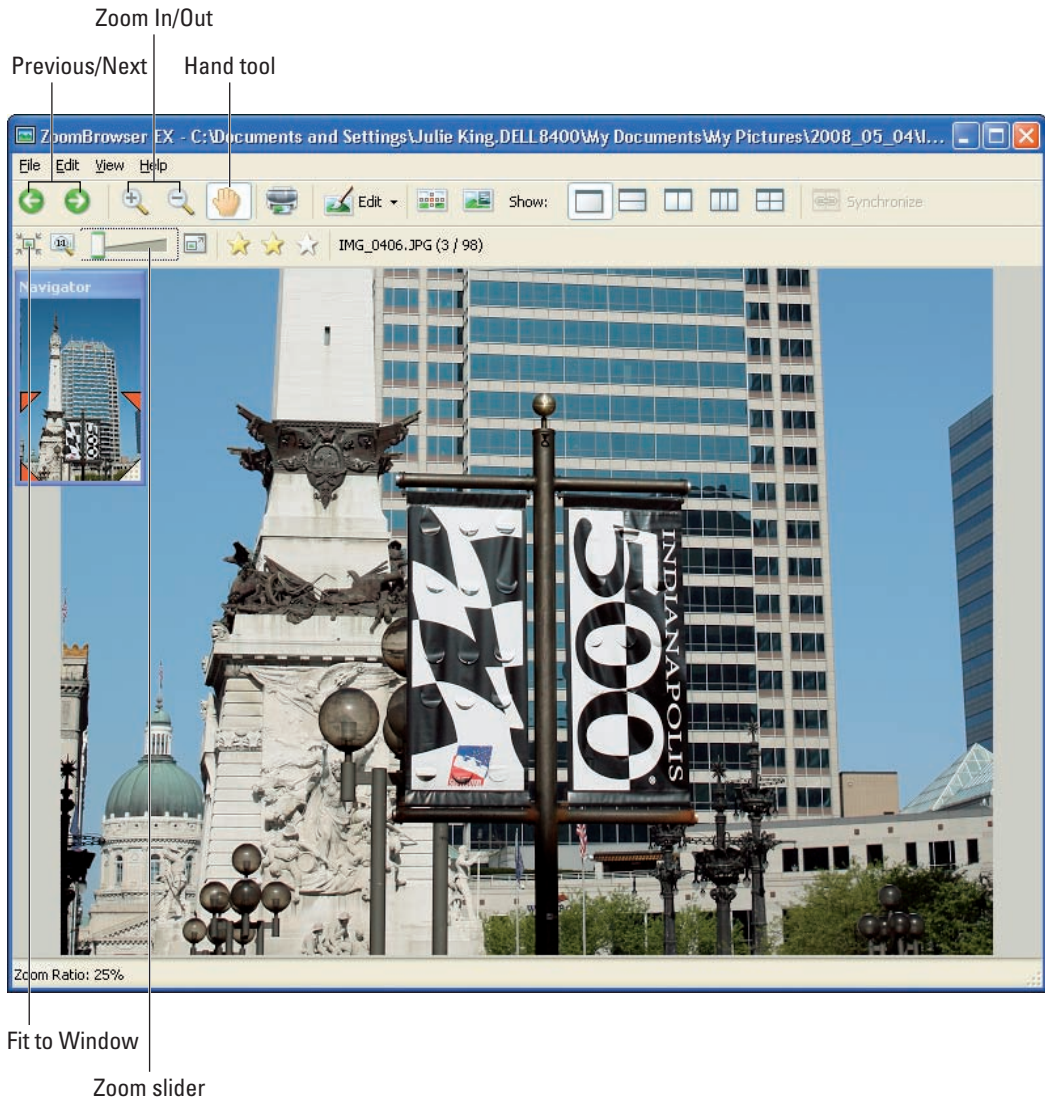 Zoom In/Out
Previous/Next
Hand tool
ZoomBrowser EX - C:\Documents and Settings\Julie King.DELL8400\My Documents\My Pictures\2008_05_04\I...
File Edit View Help
Edit
Show:
Synchronize
1:1
IMG_0406.JPG (3 / 98)
Navigator
500
INDIANAPOLIS
®
Zoom Ratio: 25%
Fit to Window
Zoom slider